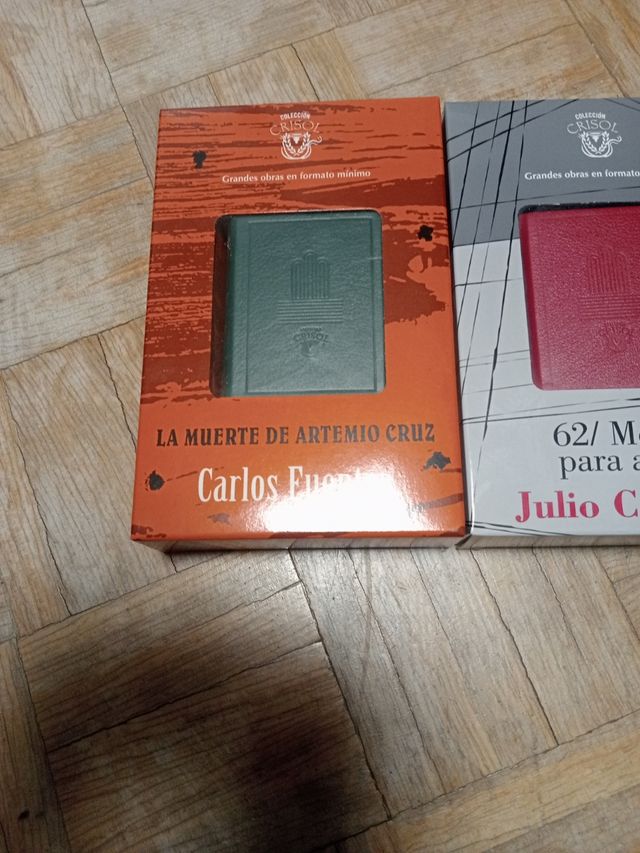 COLECCIÓN
CRISOL
Grandes obras en formato mínimo
CRISOL
LA MUERTE DE ARTEMIO CRUZ
Carlos
COLECCIÓN
CRISOL
Grandes obras en formato
CRISOL
62/
para a
Julio C